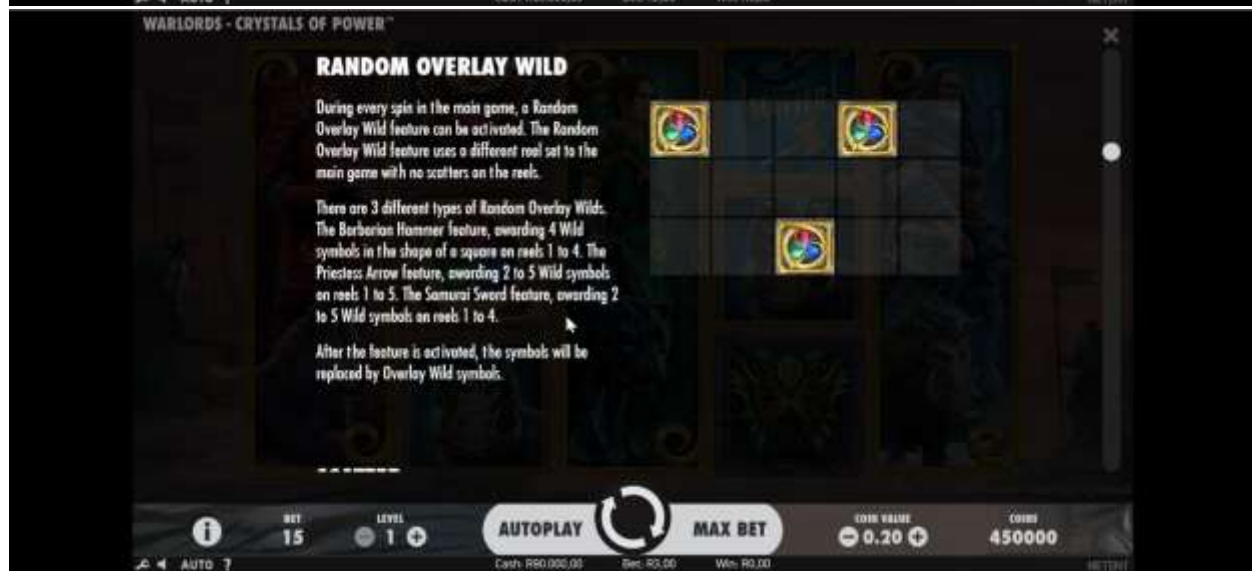 WARLORDS - CRYSTALS OF POWER™
RANDOM OVERLAY WILD
During every spin in the main game, a Random
Overlay Wild feature can be activated. The Random
Overlay Wild feature uses a different reel set to the
main game with no scatters on the reels.
There are 3 different types of Random Overlay Wilds.
The Barbarian Hammer feature, awarding 4 Wild
symbols in the shape of a square on reels 1 to 4. The
Priestess Arrow feature, awarding 2 to 5 Wild symbols
on reels 1 to 5. The Samurai Sword feature, awarding 2
to 5 Wild symbols on reels 1 to 4.
After the feature is activated, the symbols will be
replaced by Overlay Wild symbols.
BET LEVEL COIN VALUE COINS
15 1 AUTOPLAY MAX BET 0.20 450000
AUTO ? Cash: R90.000,00 Bet: R3,00 Win: R0,00 NETENT